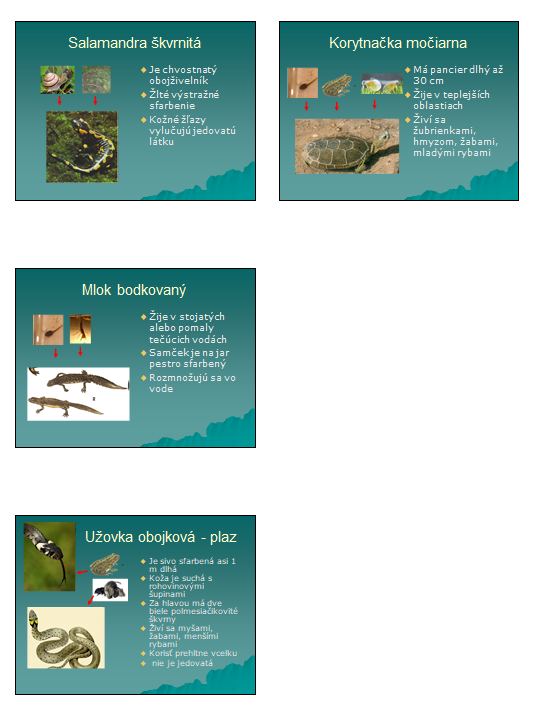 Salamandra škvrnitá
Je chvostnatý
obojživelník
Žlté výstražné
sfarbenie
Kožné žľazy
vylučujú jedovatú
látku
Korytnačka močiarna
Má pancier dlhý až
30 cm
Žije v teplejších
oblastiach
Živí sa
žubrienkami,
hmyzom, žabami,
mladými rybami
Mlok bodkovaný
Žije v stojatých
alebo pomaly
tečúcich vodách
Samček je na jar
pestro sfarbený
Rozmnožujú sa vo
vode
Užovka obojková - plaz
Je sivo sfarbená asi 1
m dlhá
Koža je suchá s
rohovinovými
šupinami
Za hlavou má dve
biele polmesiačikovité
škvrny
Živí sa myšami,
žabami, menšími
rybami
Korisť prehltne vcelku
nie je jedovatá